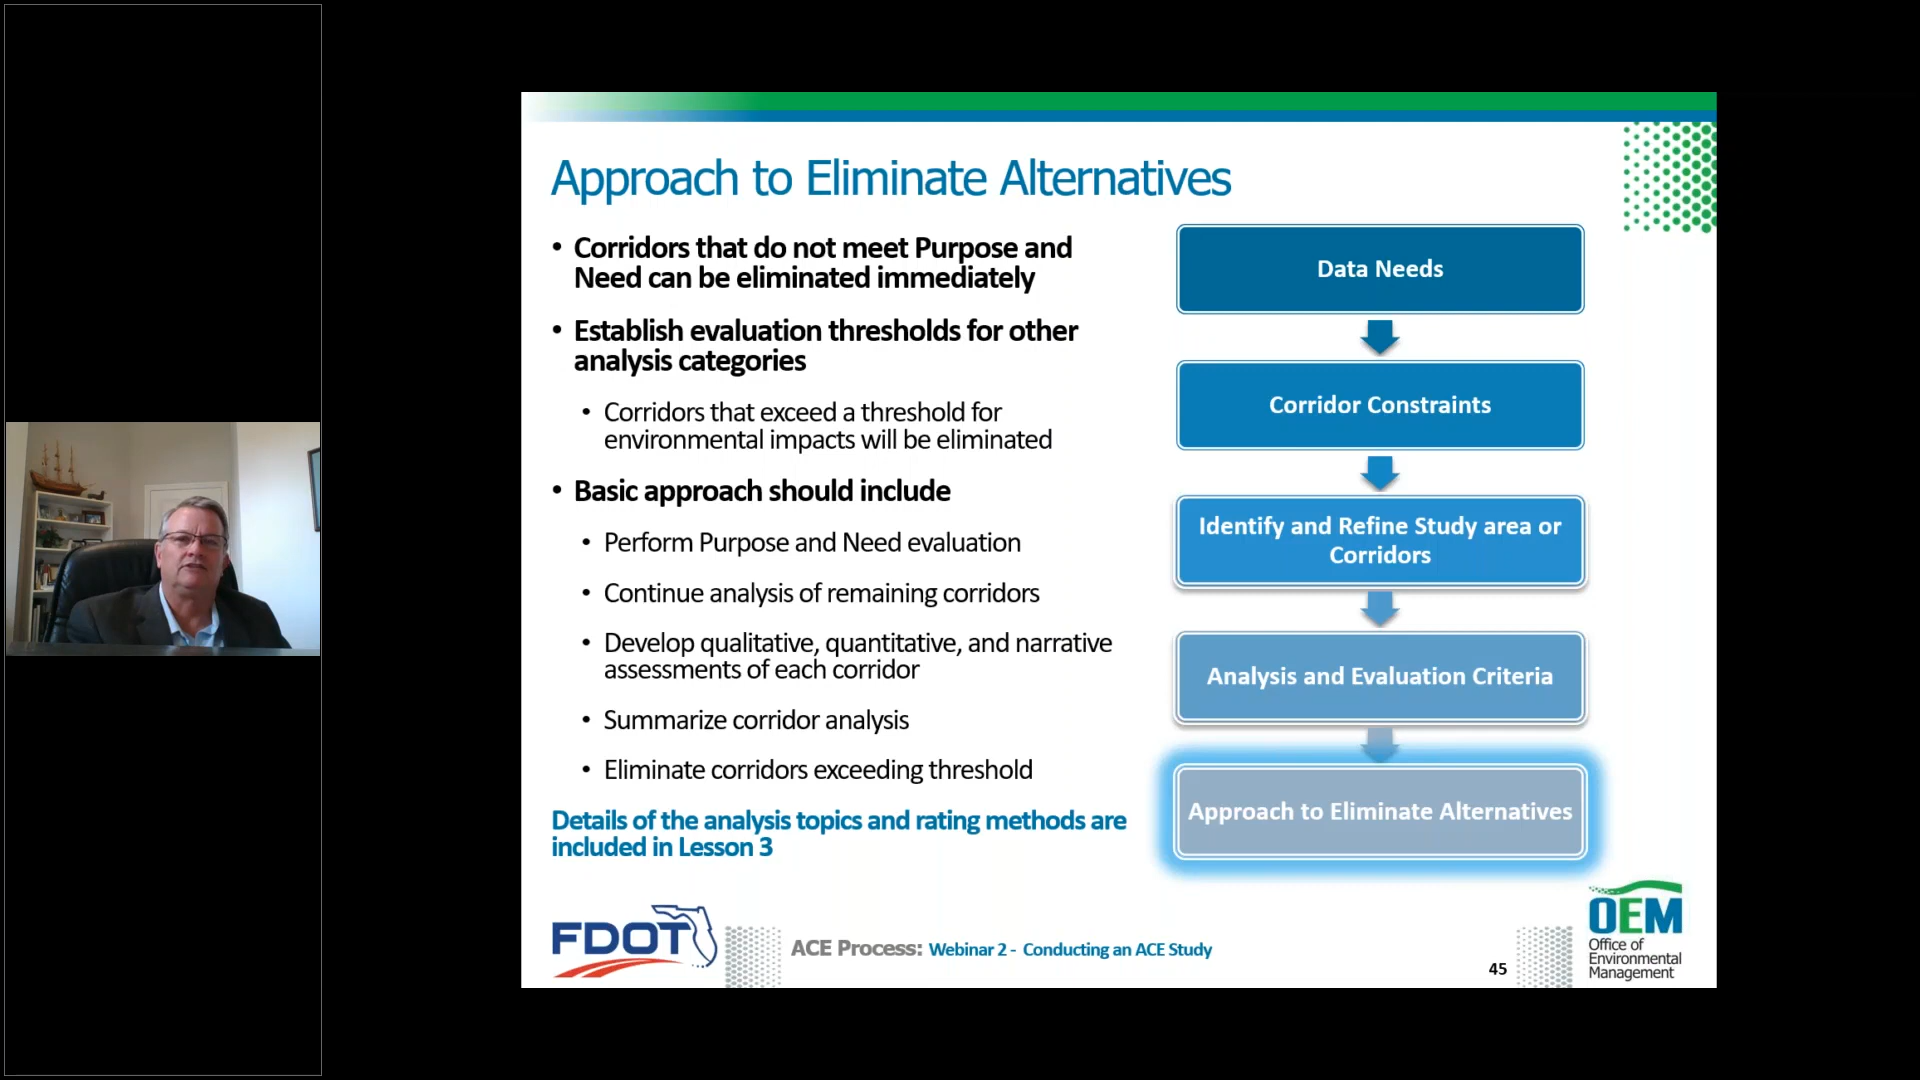 Approach to Eliminate Alternatives
• Corridors that do not meet Purpose and
Need can be eliminated immediately
• Establish evaluation thresholds for other
analysis categories
• Corridors that exceed a threshold for
environmental impacts will be eliminated
• Basic approach should include
• Perform Purpose and Need evaluation
• Continue analysis of remaining corridors
• Develop qualitative, quantitative, and narrative
assessments of each corridor
• Summarize corridor analysis
• Eliminate corridors exceeding threshold
Details of the analysis topics and rating methods are
included in Lesson 3
Data Needs
Corridor Constraints
Identify and Refine Study area or
Corridors
Analysis and Evaluation Criteria
Approach to Eliminate Alternatives
FDOT
ACE Process: Webinar 2 - Conducting an ACE Study
45
OEM
Office of
Environmental
Management